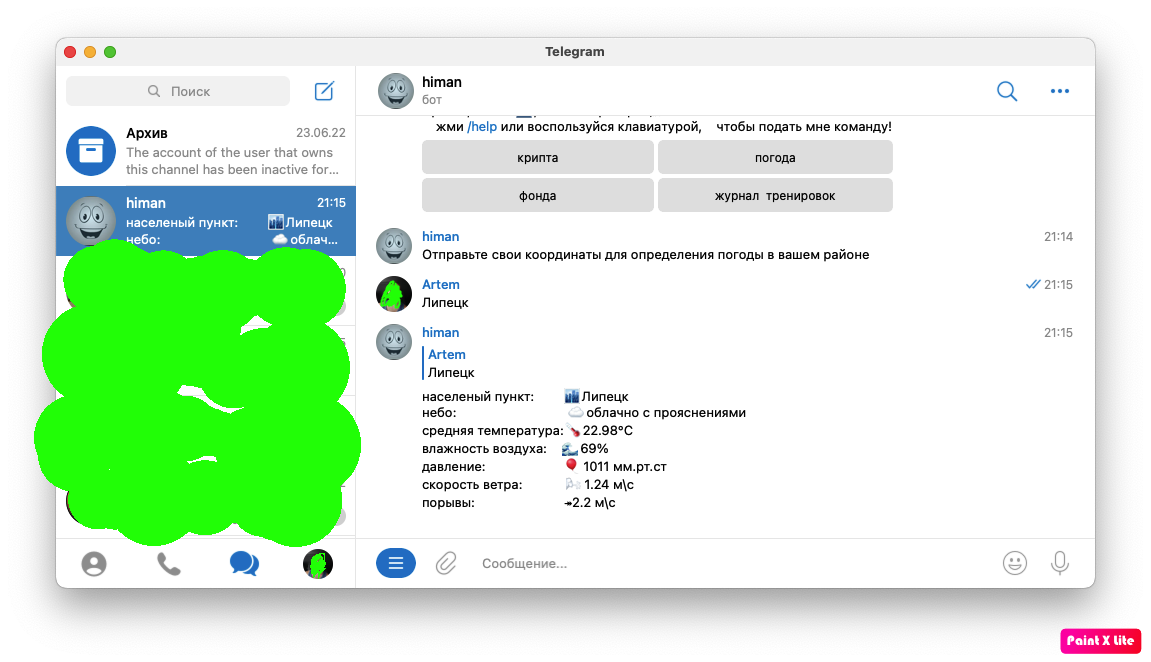 Telegram
Поиск
Архив 23.06.22
The account of the user that owns
this channel has been inactive for...
himan 21:15
населеный пункт: 🏙Липецк
небо: ☁️облач...
himan
бот
жми /help или воспользуйся клавиатурой, чтобы подать мне команду!
крипта погода
фонда журнал тренировок
himan 21:14
Отправьте свои координаты для определения погоды в вашем районе
Artem 21:15
Липецк
himan 21:15
Artem
Липецк
населеный пункт: 🏙Липецк
небо: ☁️облачно с прояснениями
средняя температура:🌡22.98°C
влажность воздуха: 🌊69%
давление: 🎈 1011 мм.рт.ст
скорость ветра: 🌬1.24 м\с
порывы: ↠2.2 м\с
Сообщение...
Paint X Lite